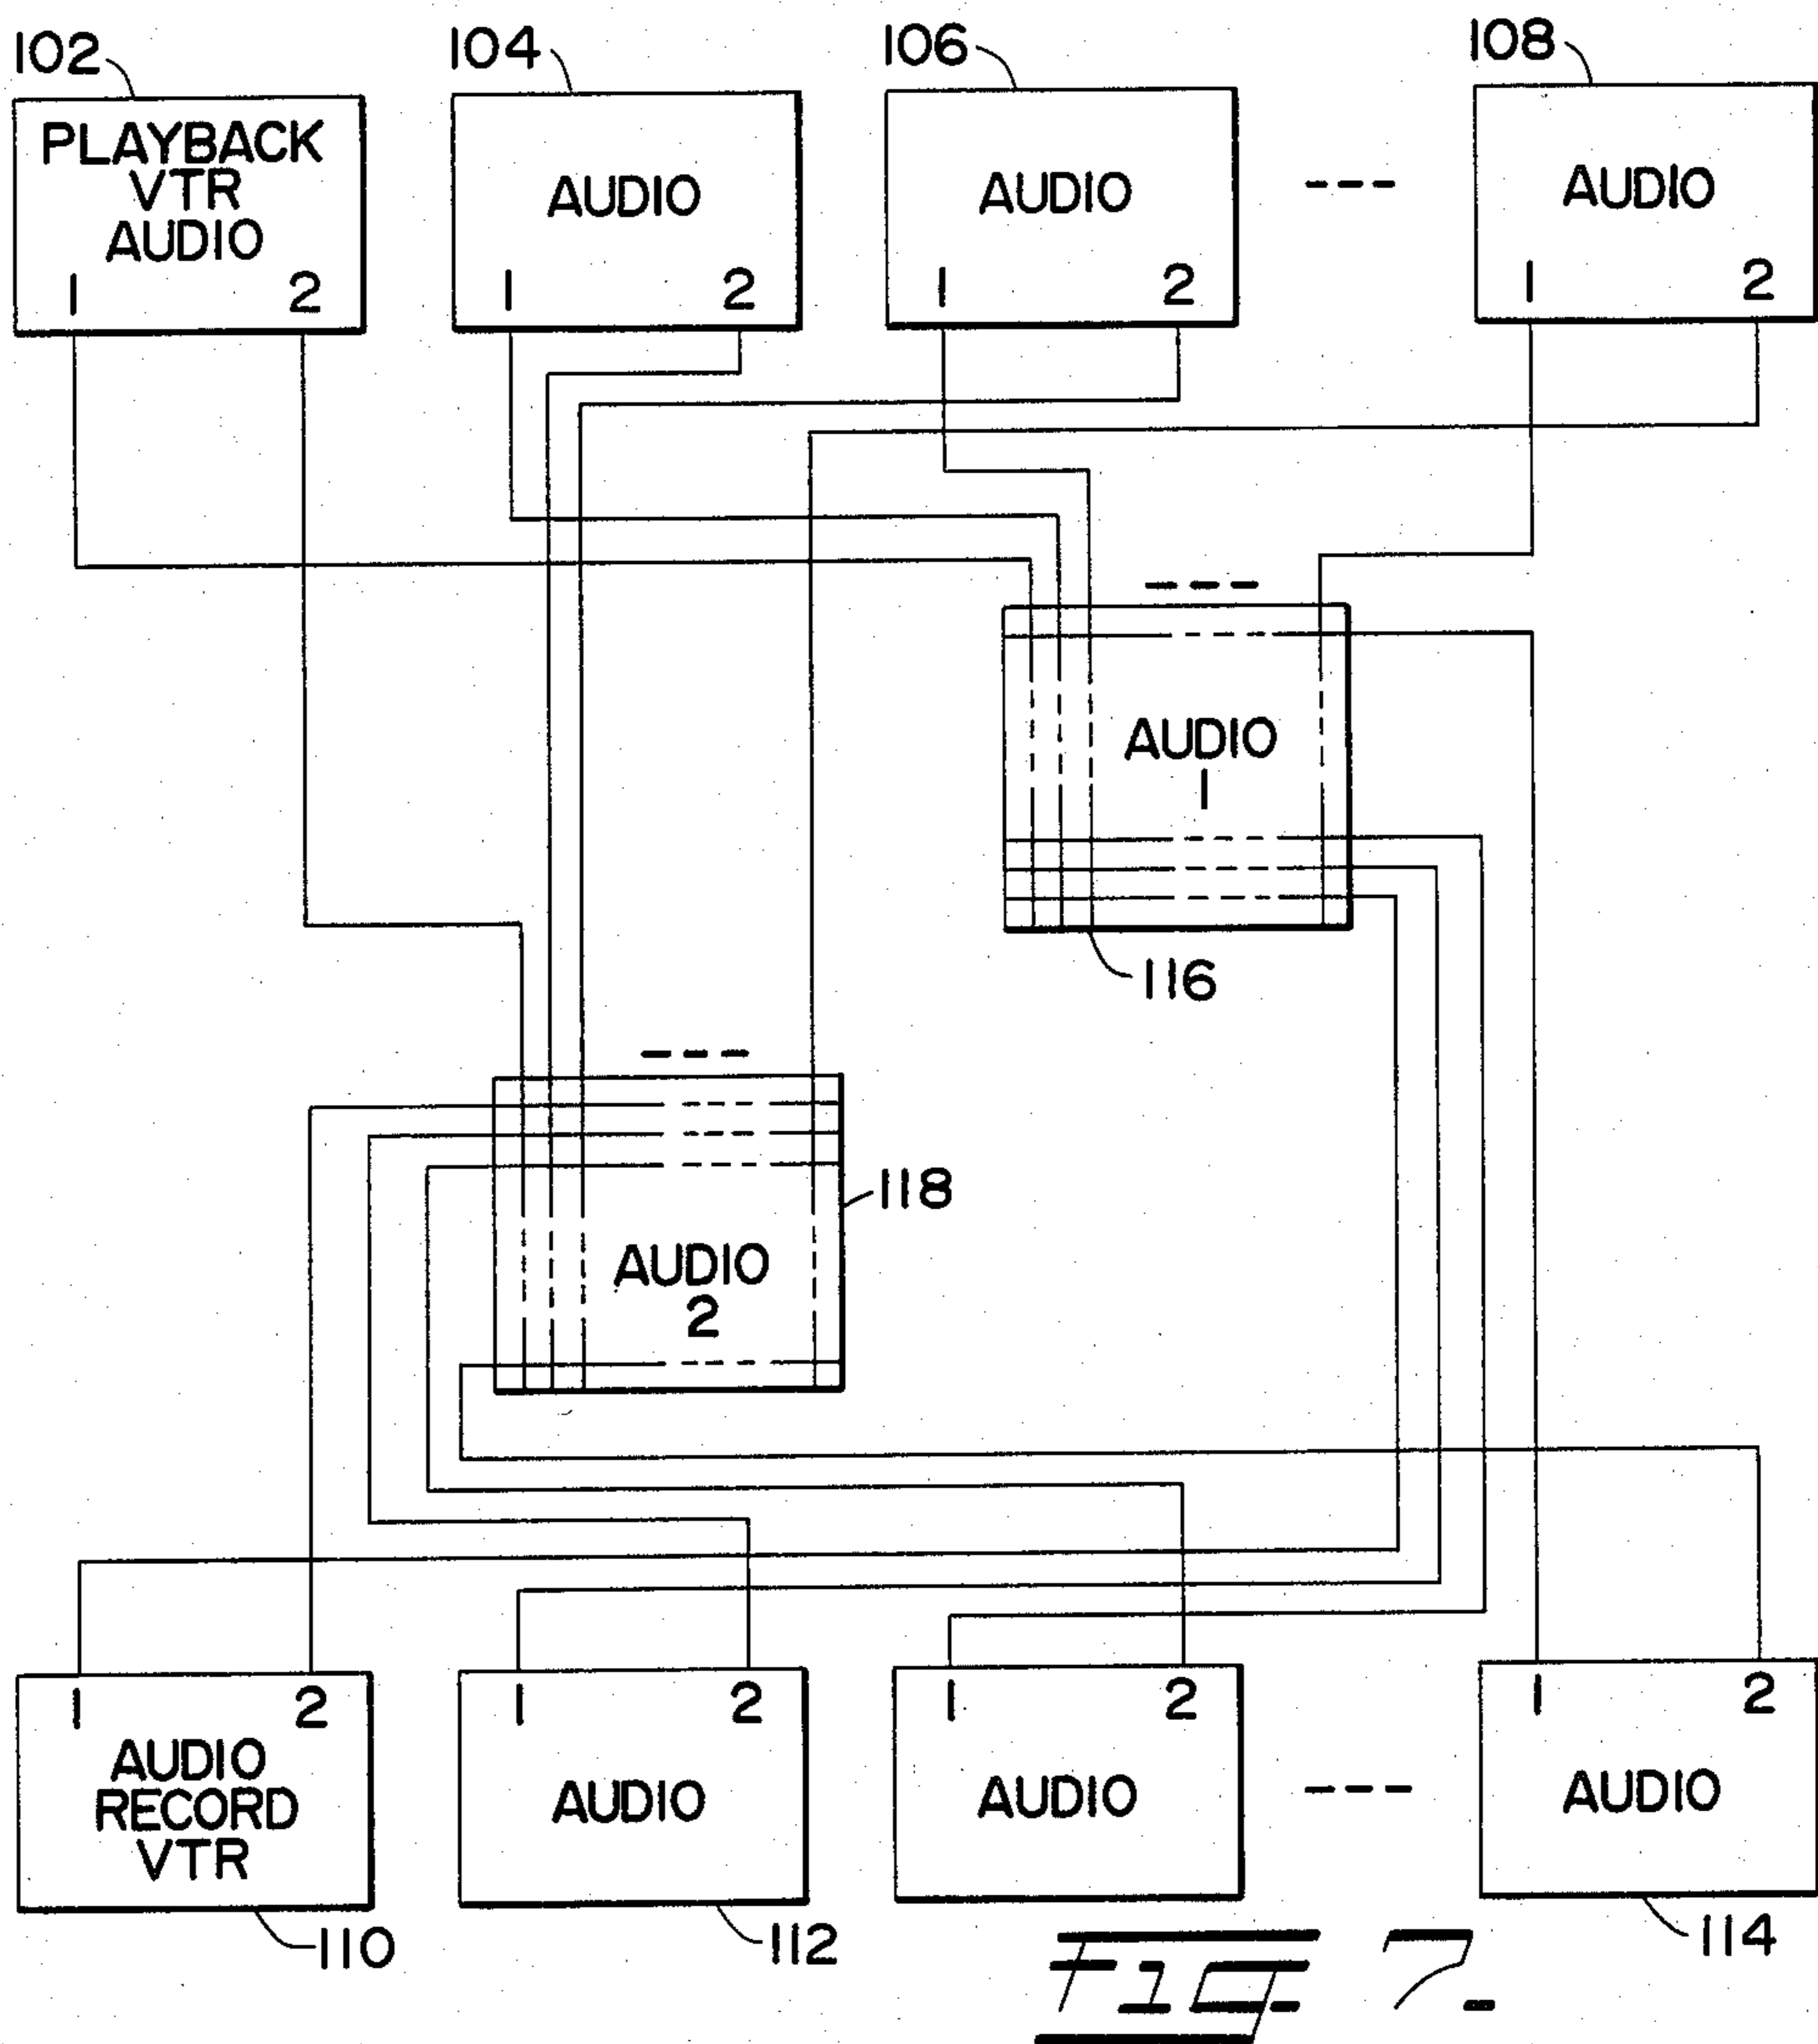 102
104
106
108
PLAYBACK
VTR
AUDIO
1 2
AUDIO
1 2
AUDIO
1 2
---
AUDIO
1 2
---
AUDIO
1
116
---
118
AUDIO
2
1 2
AUDIO
RECORD
VTR
110
1 2
AUDIO
112
1 2
AUDIO
---
1 2
AUDIO
114
FIG 7.